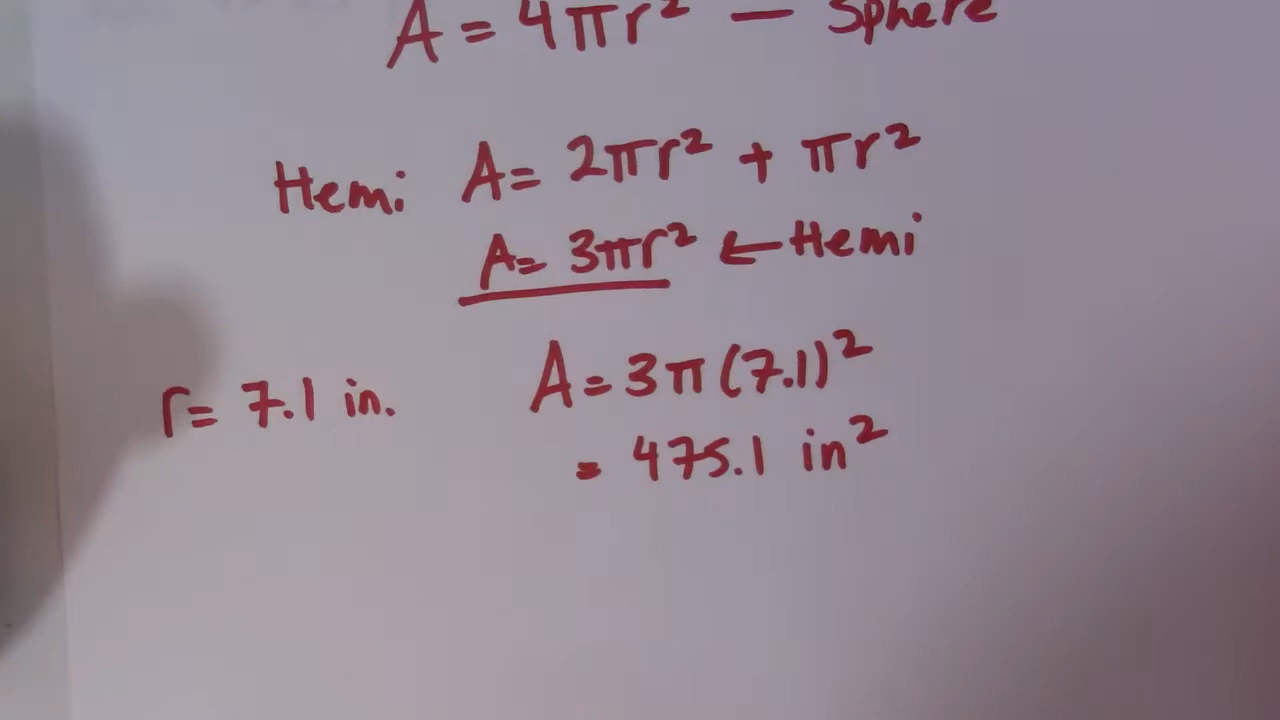 A = 4πr² — Sphere
Hemi A = 2πr² + πr²
A = 3πr² ← Hemi
r = 7.1 in. A = 3π(7.1)²
= 475.1 in²